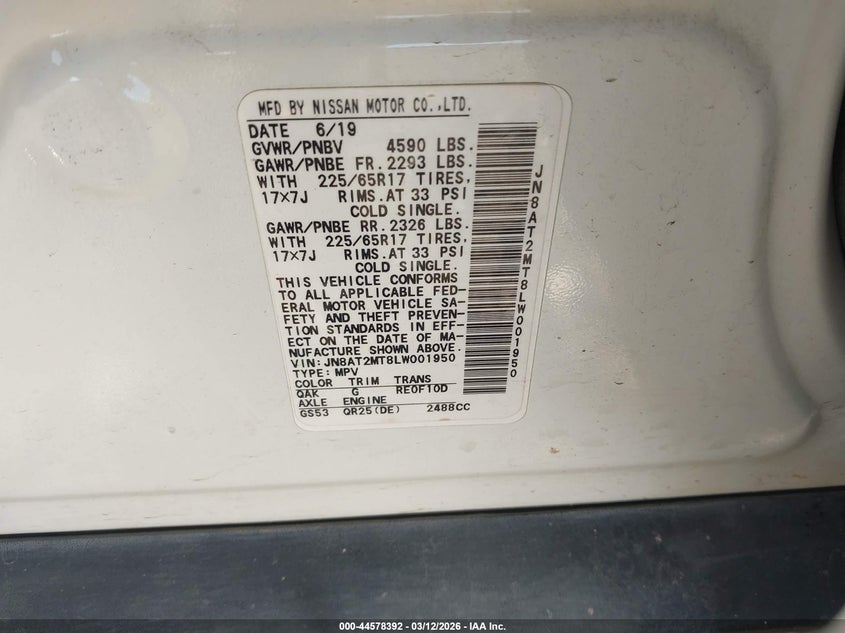 MFD BY NISSAN MOTOR CO.,LTD.
DATE 6/19
GVWR/PNBV 4590 LBS.
GAWR/PNBE FR. 2293 LBS.
WITH 225/65R17 TIRES,
17×7J RIMS.AT 33 PSI
COLD SINGLE.
GAWR/PNBE RR. 2326 LBS.
WITH 225/65R17 TIRES,
17×7J RIMS.AT 33 PSI
COLD SINGLE.
THIS VEHICLE CONFORMS
TO ALL APPLICABLE FED-
ERAL MOTOR VEHICLE SA-
FETY AND THEFT PREVEN-
TION STANDARDS IN EFF-
ECT ON THE DATE OF MA-
NUFACTURE SHOWN ABOVE.
VIN: JN8AT2MT8LW001950
TYPE: MPV
COLOR TRIM TRANS
QAK G RE0F10D
AXLE ENGINE
GS53 QR25(DE) 2488CC
JN8AT2MT8LW001950
000-44578392 - 03/12/2026 - IAA Inc.